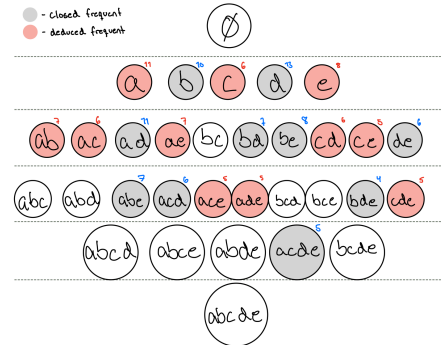 - closed frequent
- deduced frequent
Ø
11 10 6 13 8
a b c d e
7 6 11 7 7 8 6 5 6
ab ac ad ae bc bd be cd ce de
7 6 5 5 4 5
abc abd abe acd ace ade bcd bce bde cde
5
abcd abce abde acde bcde
abcde